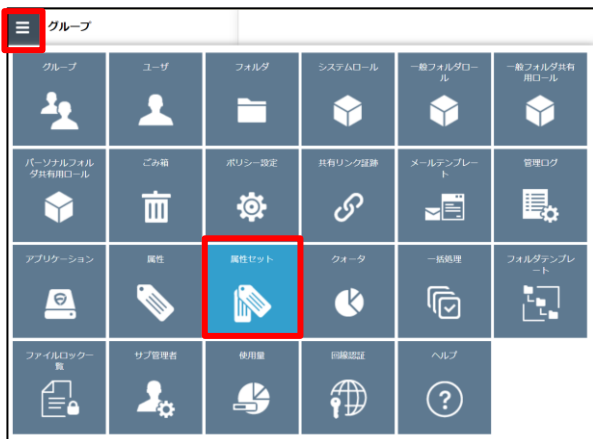 グループ
グループ
ユーザ
フォルダ
システムロール
一般フォルダロー
ル
一般フォルダ共有
用ロール
パーソナルフォル
ダ共有用ロール
ごみ箱
ポリシー設定
共有リンク証跡
メールテンプレー
ト
管理ログ
アプリケーション
属性
属性セット
クォータ
一括処理
フォルダテンプレ
ート
ファイルロック一
覧
サブ管理者
使用量
回線認証
ヘルプ